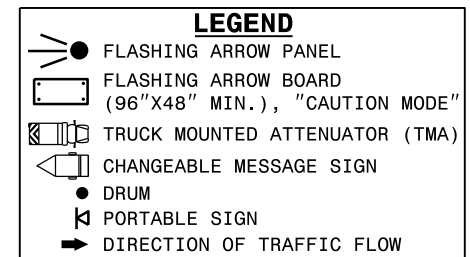 LEGEND
FLASHING ARROW PANEL
FLASHING ARROW BOARD
(96"X48" MIN.), "CAUTION MODE"
TRUCK MOUNTED ATTENUATOR (TMA)
CHANGEABLE MESSAGE SIGN
DRUM
PORTABLE SIGN
DIRECTION OF TRAFFIC FLOW